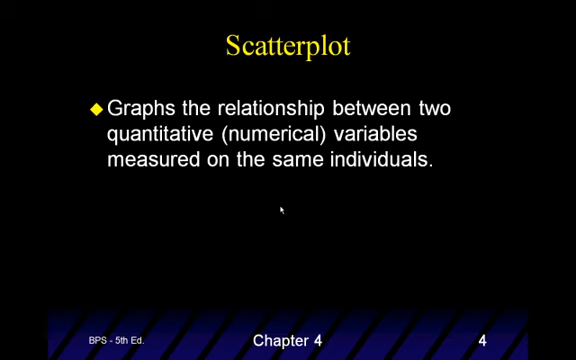 Scatterplot
Graphs the relationship between two
quantitative (numerical) variables
measured on the same individuals.
BPS - 5th Ed.
Chapter 4
4